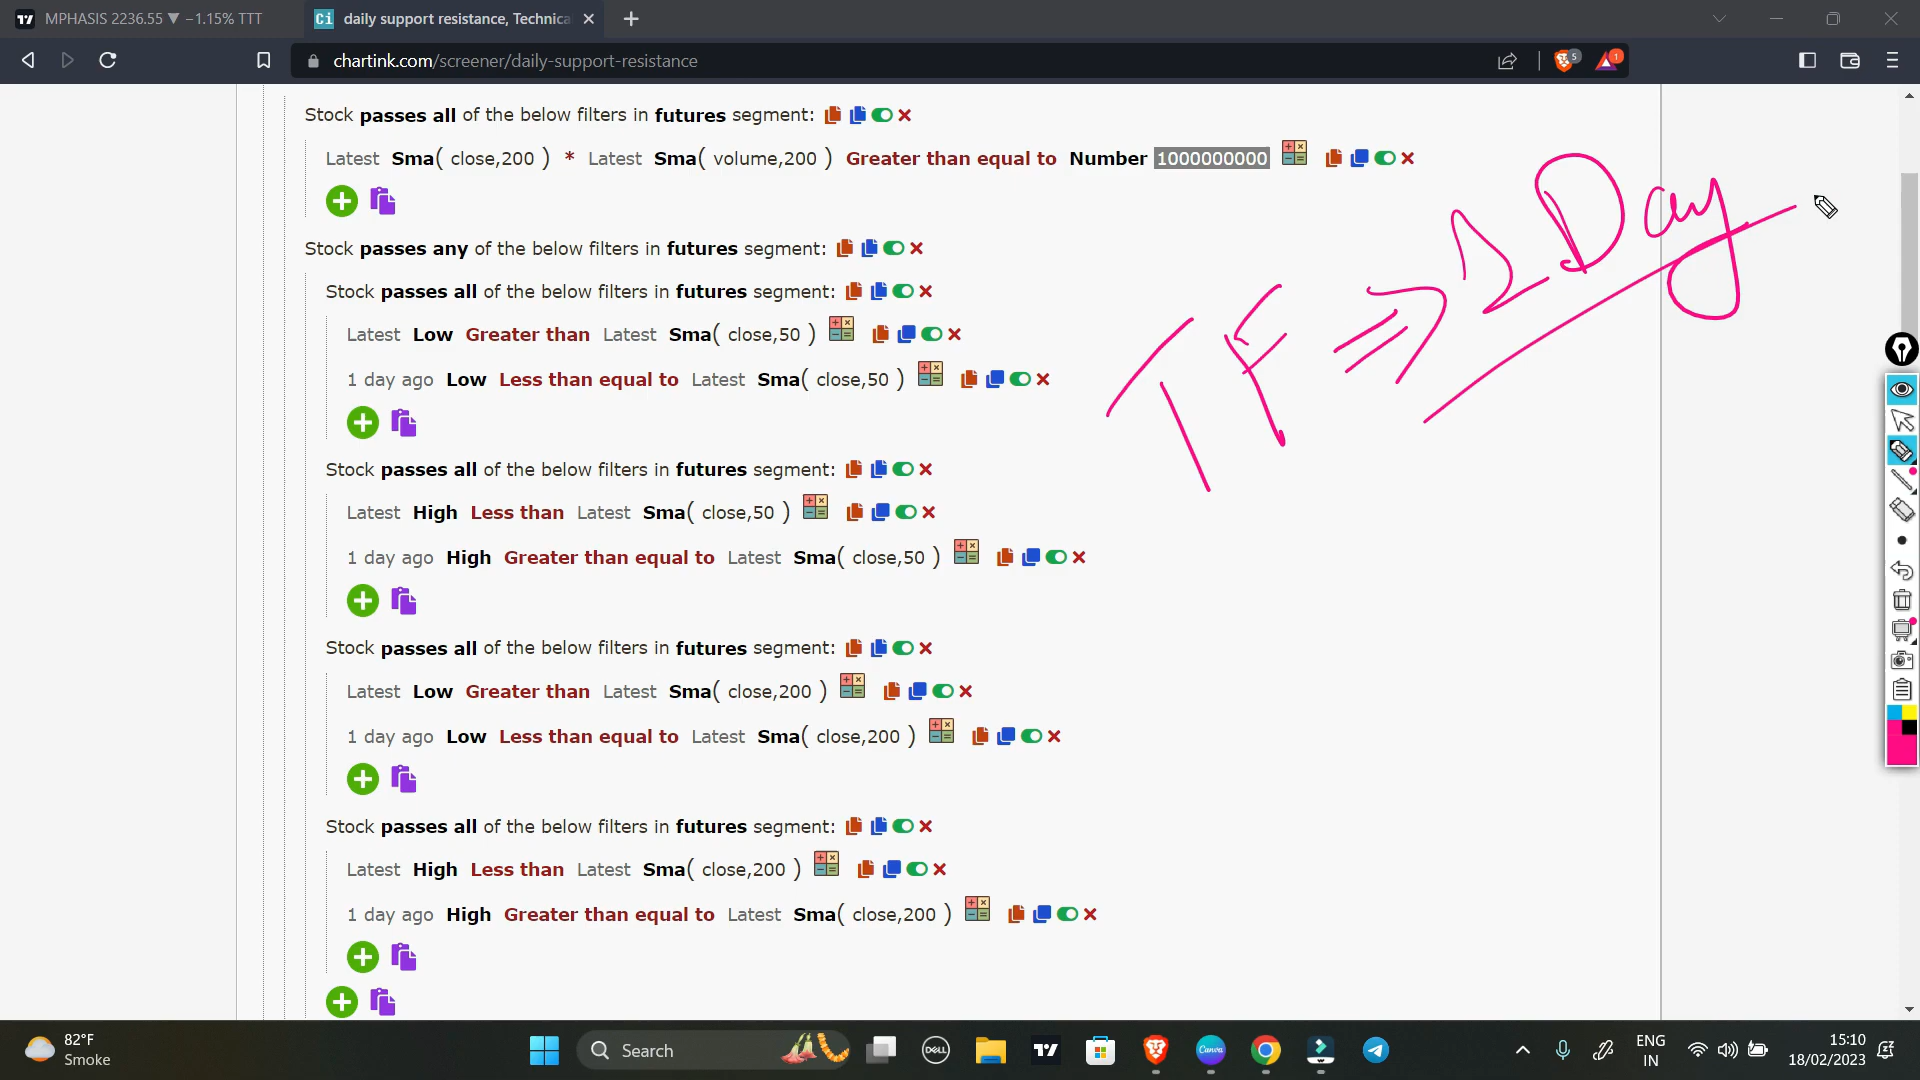 MPHASIS 2236.55 ▼ −1.15% TTT
Ci daily support resistance, Technica
chartink.com/screener/daily-support-resistance
5
1
Stock passes all of the below filters in futures segment:
Latest Sma( close,200 ) * Latest Sma( volume,200 ) Greater than equal to Number 1000000000
Stock passes any of the below filters in futures segment:
Stock passes all of the below filters in futures segment:
Latest Low Greater than Latest Sma( close,50 )
1 day ago Low Less than equal to Latest Sma( close,50 )
Stock passes all of the below filters in futures segment:
Latest High Less than Latest Sma( close,50 )
1 day ago High Greater than equal to Latest Sma( close,50 )
Stock passes all of the below filters in futures segment:
Latest Low Greater than Latest Sma( close,200 )
1 day ago Low Less than equal to Latest Sma( close,200 )
Stock passes all of the below filters in futures segment:
Latest High Less than Latest Sma( close,200 )
1 day ago High Greater than equal to Latest Sma( close,200 )
TF ⇒ 1 Day
82°F
Smoke
Search
DELL
Canva
ENG
IN
15:10
18/02/2023